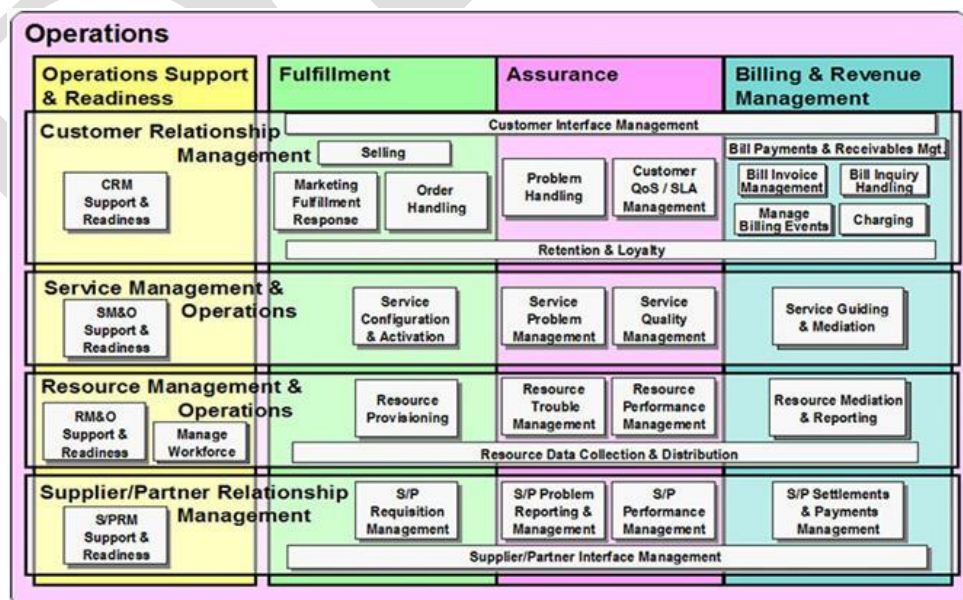 Operations
Operations Support
& Readiness
Fulfillment
Assurance
Billing & Revenue
Management
Customer Relationship
Management
Customer Interface Management
CRM
Support &
Readiness
Selling
Marketing
Fulfillment
Response
Order
Handling
Problem
Handling
Customer
QoS / SLA
Management
Bill Payments & Receivables Mgt.
Bill Invoice
Management
Bill Inquiry
Handling
Manage
Billing Events
Charging
Retention & Loyalty
Service Management &
Operations
SM&O
Support &
Readiness
Service
Configuration
& Activation
Service
Problem
Management
Service
Quality
Management
Service Guiding
& Mediation
Resource Management &
Operations
RM&O
Support &
Readiness
Manage
Workforce
Resource
Provisioning
Resource
Trouble
Management
Resource
Performance
Management
Resource Mediation
& Reporting
Resource Data Collection & Distribution
Supplier/Partner Relationship
Management
S/PRM
Support &
Readiness
S/P
Requisition
Management
S/P Problem
Reporting &
Management
S/P
Performance
Management
S/P Settlements
& Payments
Management
Supplier/Partner Interface Management